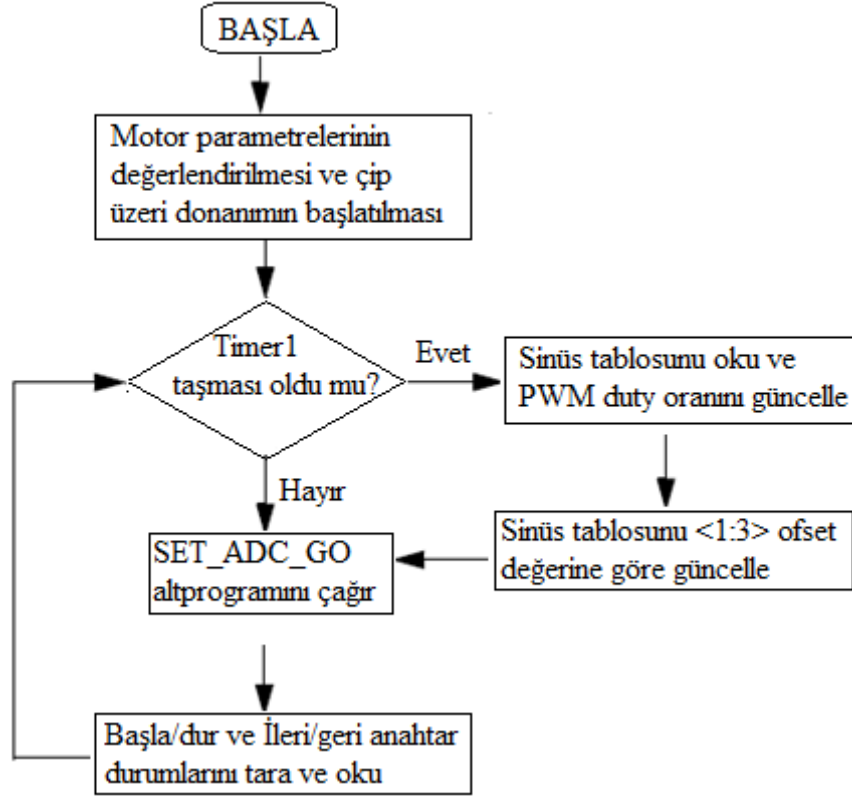 BAŞLA
Motor parametrelerinin
değerlendirilmesi ve çip
üzeri donanımın başlatılması
Timer1
taşması oldu mu?
Evet
Sinüs tablosunu oku ve
PWM duty oranını güncelle
Hayır
Sinüs tablosunu <1:3> ofset
değerine göre güncelle
SET_ADC_GO
altprogramını çağır
Başla/dur ve İleri/geri anahtar
durumlarını tara ve oku